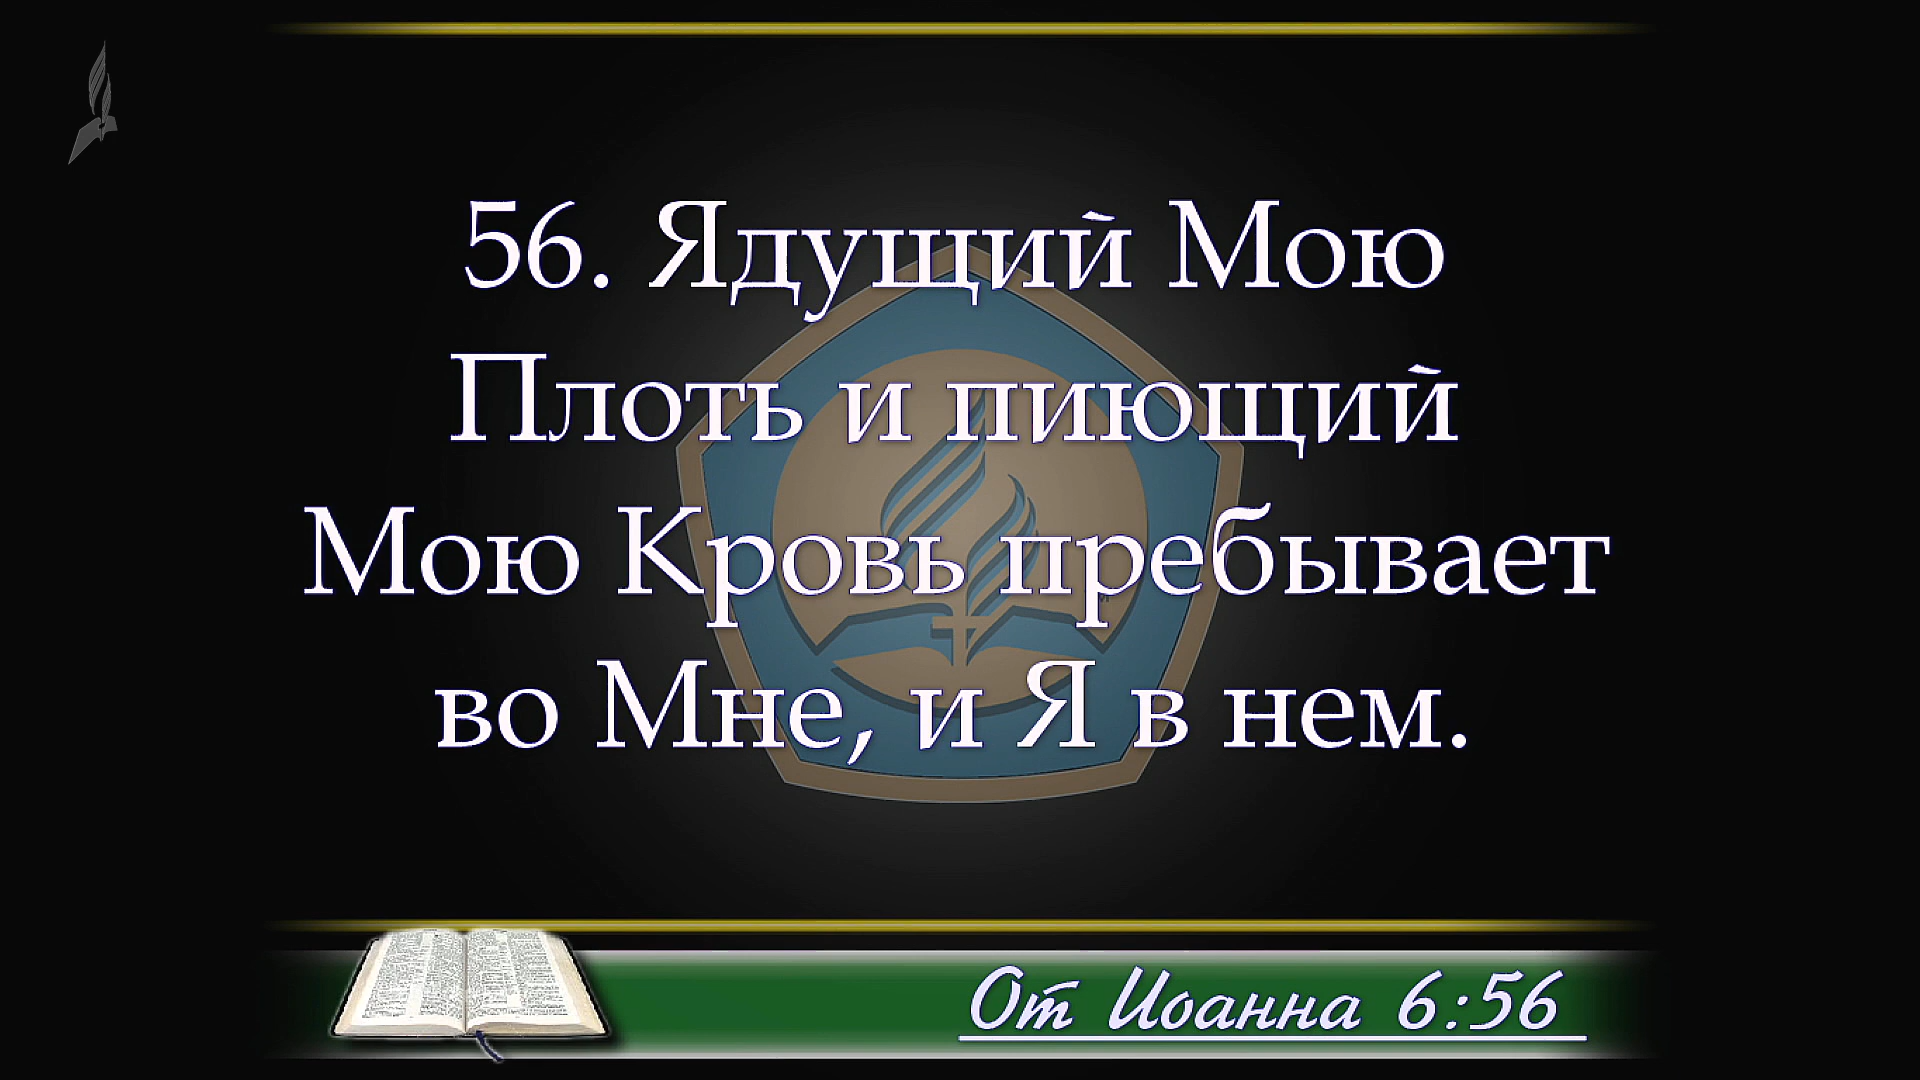 56. Ядущий Мою
Плоть и пиющий
Мою Кровь пребывает
во Мне, и Я в нем.
От Иоанна 6:56